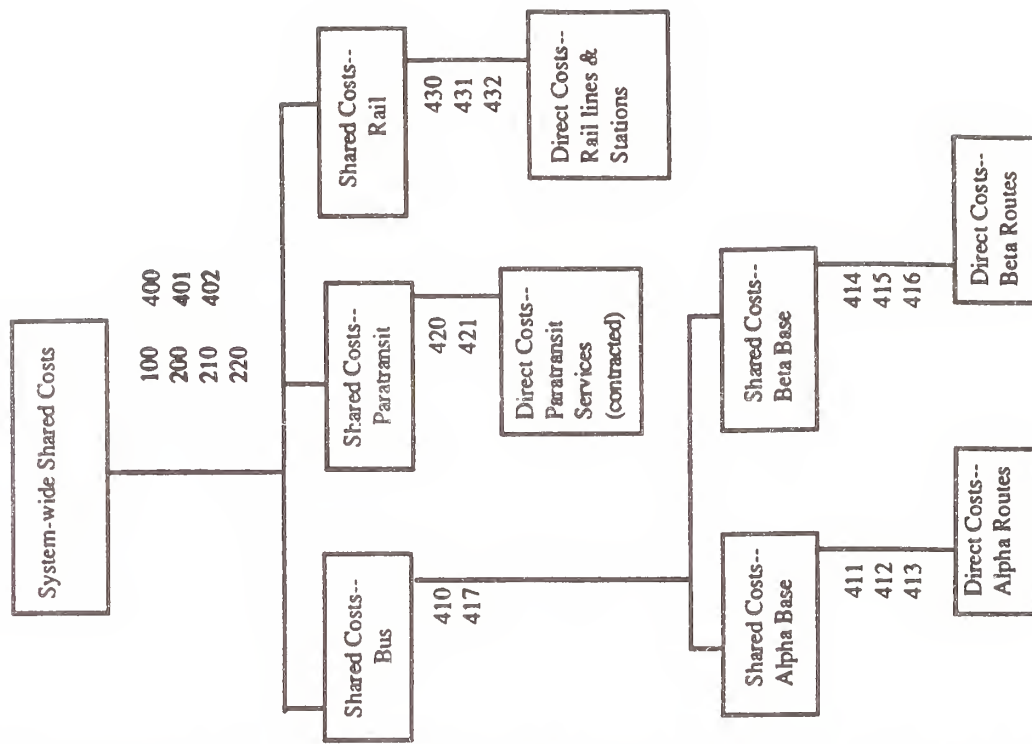 System-wide Shared Costs
100 400
200 401
210 402
220
Shared Costs--
Bus
Shared Costs--
Paratransit
Shared Costs--
Rail
410
417
420
421
430
431
432
Direct Costs--
Paratransit
Services
(contracted)
Direct Costs--
Rail lines &
Stations
Shared Costs--
Alpha Base
Shared Costs--
Beta Base
411
412
413
414
415
416
Direct Costs--
Alpha Routes
Direct Costs--
Beta Routes